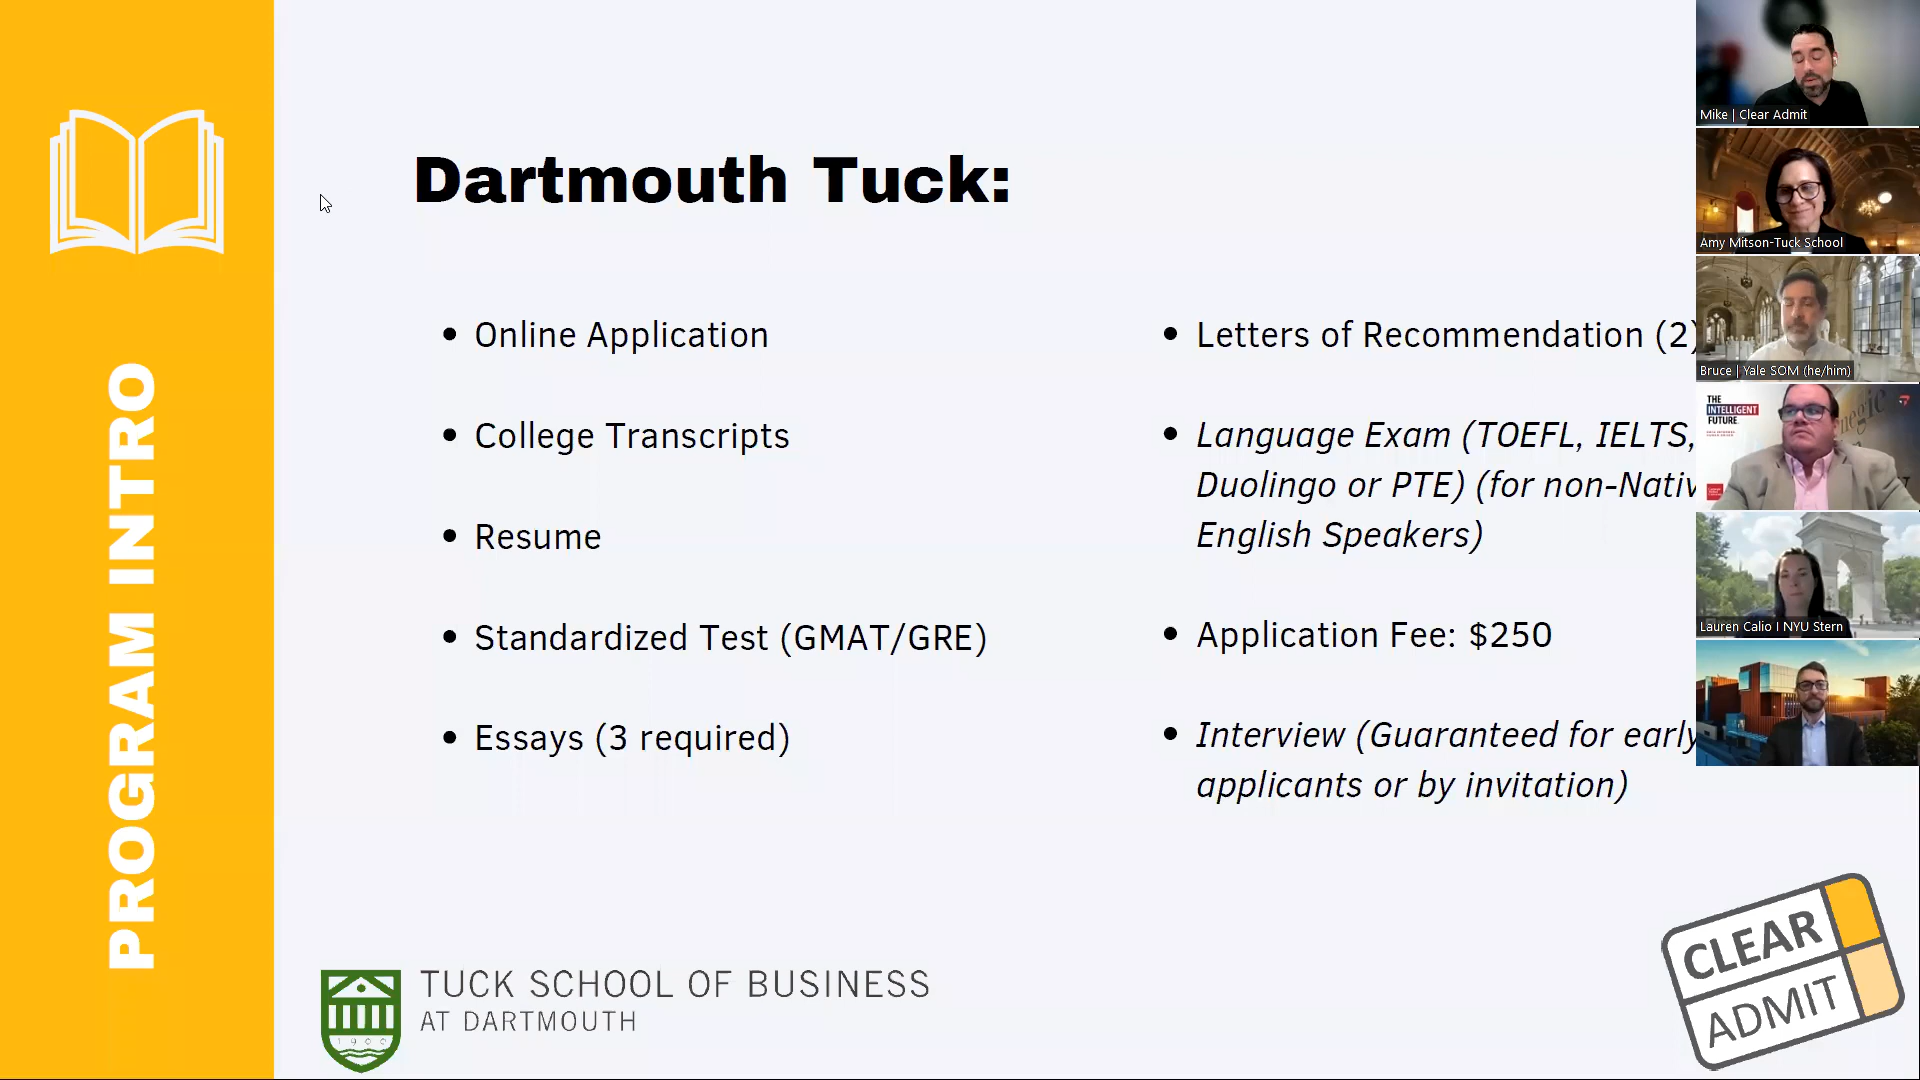 PROGRAM INTRO
Dartmouth Tuck:
Online Application
College Transcripts
Resume
Standardized Test (GMAT/GRE)
Essays (3 required)
Letters of Recommendation (2)
Language Exam (TOEFL, IELTS,
Duolingo or PTE) (for non-Nativ
English Speakers)
Application Fee: $250
Interview (Guaranteed for early
applicants or by invitation)
TUCK SCHOOL OF BUSINESS
AT DARTMOUTH
1900
CLEAR
ADMIT
Mike | Clear Admit
Amy Mitson-Tuck School
Bruce | Yale SOM (he/him)
THE
INTELLIGENT
FUTURE
Lauren Calio I NYU Stern